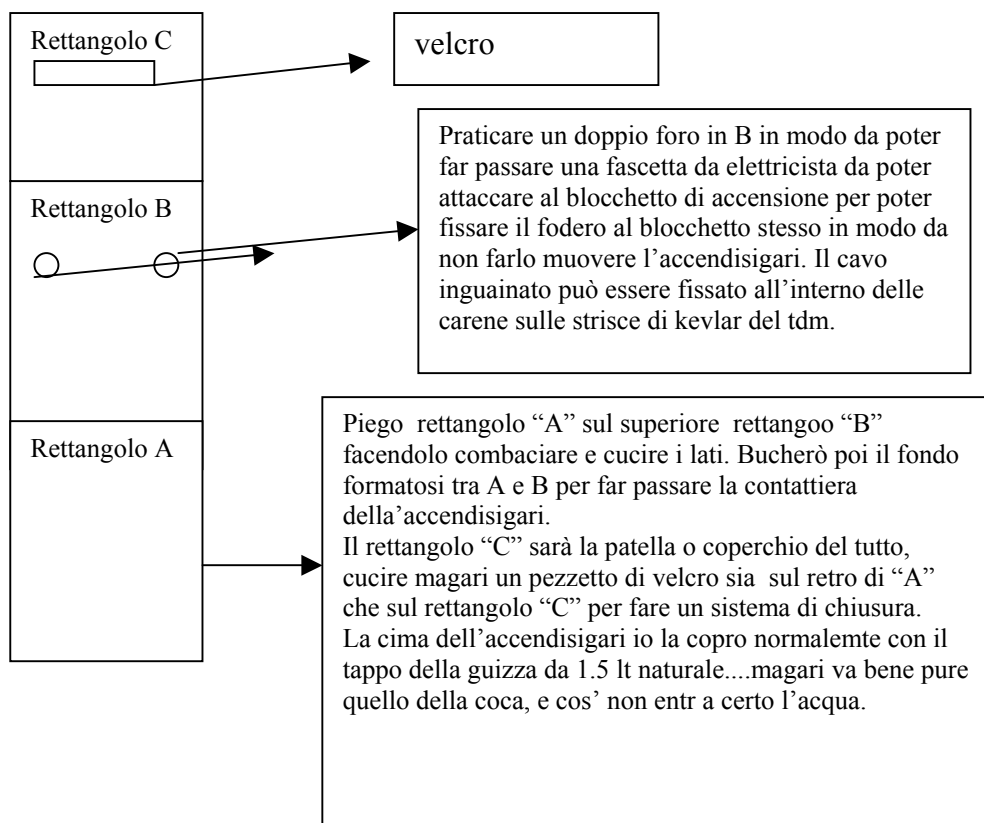 Rettangolo C
velcro
Praticare un doppio foro in B in modo da poter
far passare una fascetta da elettricista da poter
attaccare al blocchetto di accensione per poter
fissare il fodero al blocchetto stesso in modo da
non farlo muovere l’accendisigari. Il cavo
inguainato può essere fissato all’interno delle
carene sulle strisce di kevlar del tdm.
Rettangolo B
Rettangolo A
Piego  rettangolo “A” sul superiore  rettangoo “B”
facendolo combaciare e cucire i lati. Bucherò poi il fondo
formatosi tra A e B per far passare la contattiera
della’accendisigari.
Il rettangolo “C” sarà la patella o coperchio del tutto,
cucire magari un pezzetto di velcro sia  sul retro di “A”
che sul rettangolo “C” per fare un sistema di chiusura.
La cima dell’accendisigari io la copro normalemte con il
tappo della guizza da 1.5 lt naturale....magari va bene pure
quello della coca, e cos’ non entr a certo l’acqua.